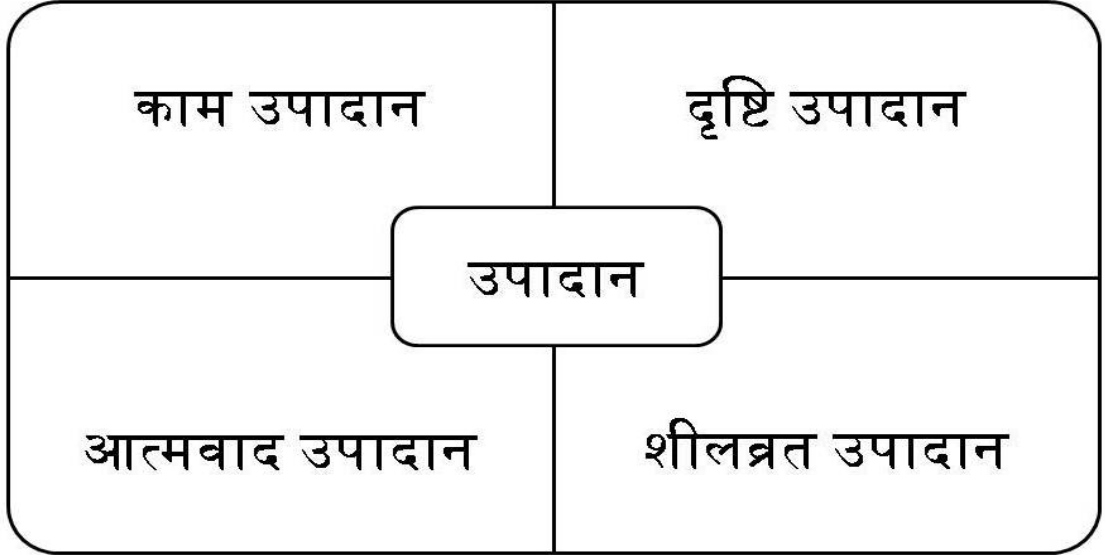 काम उपादान
दृष्टि उपादान
उपादान
आत्मवाद उपादान
शीलव्रत उपादान